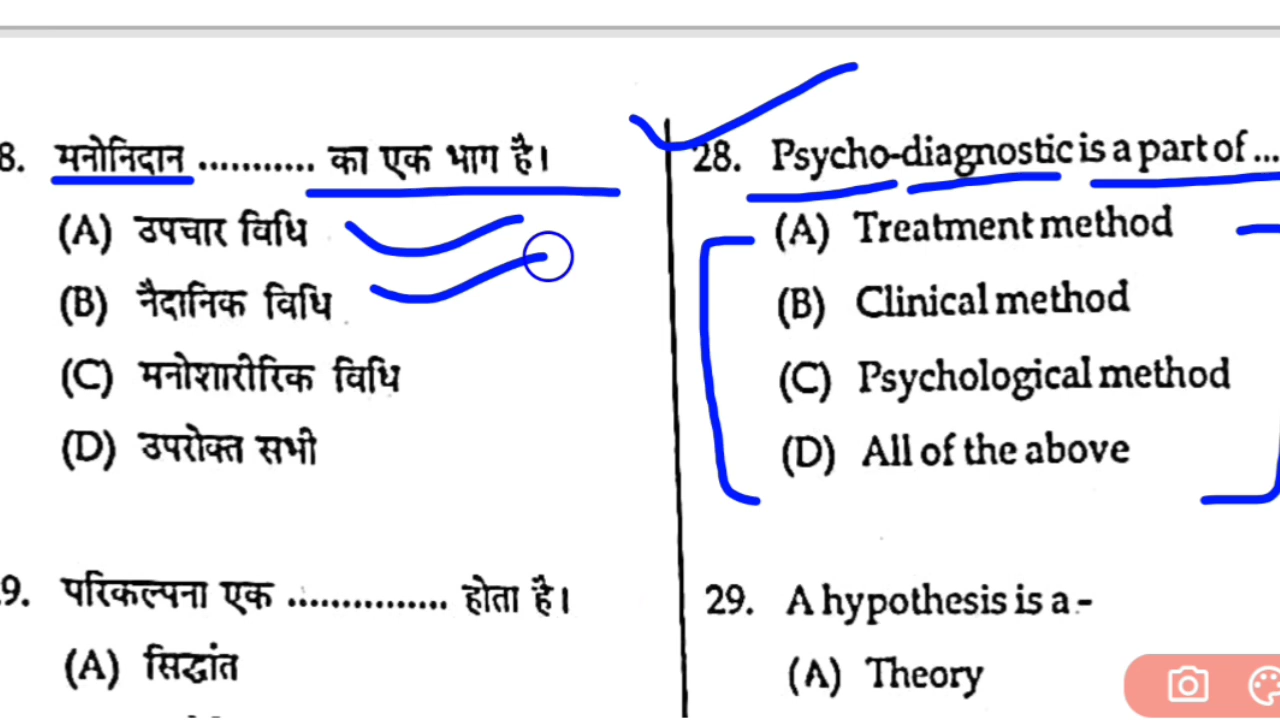 8. मनोनिदान ........... का एक भाग है।
(A) उपचार विधि
(B) नैदानिक विधि
(C) मनोशारीरिक विधि
(D) उपरोक्त सभी
9. परिकल्पना एक ............... होता है।
(A) सिद्धांत
28. Psycho-diagnostic is a part of ...
(A) Treatment method
(B) Clinical method
(C) Psychological method
(D) All of the above
29. A hypothesis is a :-
(A) Theory